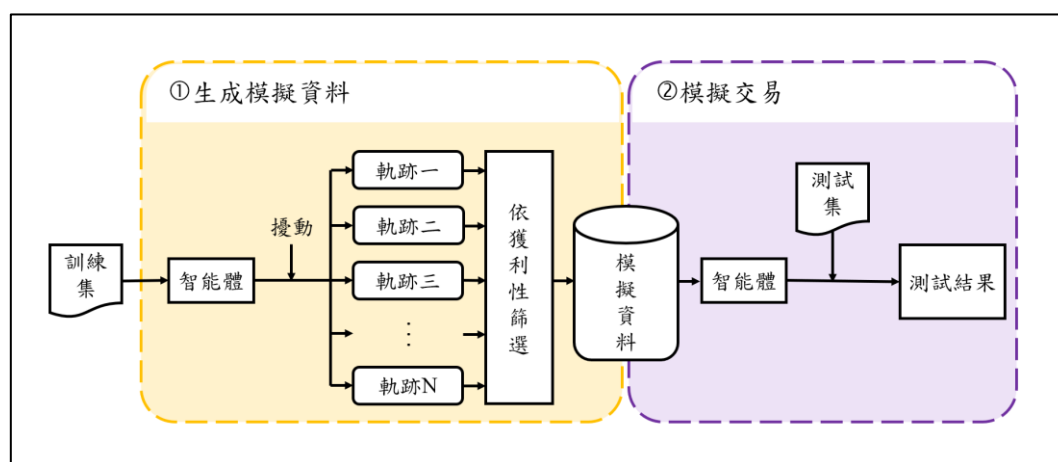 ①生成模擬資料
②模擬交易
訓練
集
智能體
擾動
軌跡一
軌跡二
軌跡三
⋮
軌跡N
依獲利性篩選
模擬資料
智能體
測試
集
測試結果